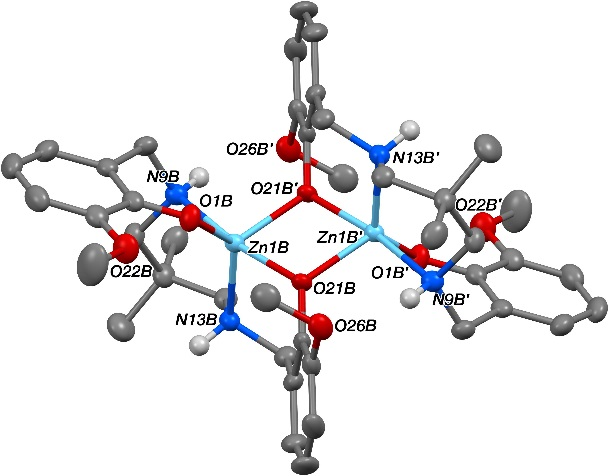 O26B'
N13B'
N9B
O1B
O21B'
O22B'
Zn1B
Zn1B'
O22B
O1B'
O21B
N9B'
N13B
O26B